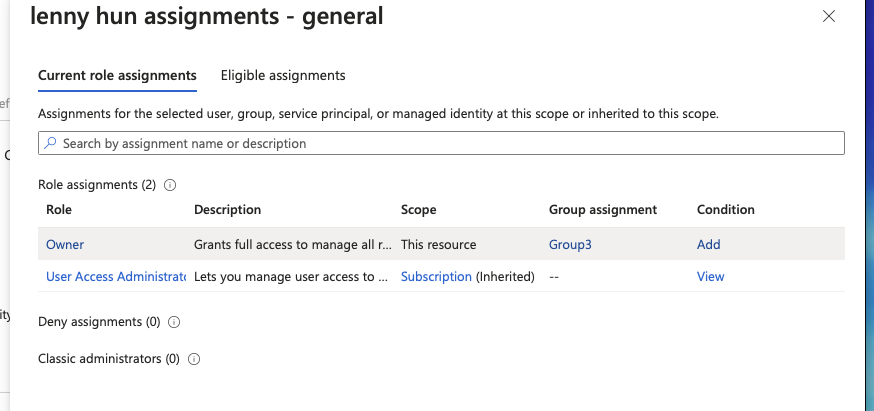 lenny hun assignments - general
Current role assignments Eligible assignments
Assignments for the selected user, group, service principal, or managed identity at this scope or inherited to this scope.
Search by assignment name or description
Role assignments (2)
Role Description Scope Group assignment Condition
Owner Grants full access to manage all r... This resource Group3 Add
User Access Administrato Lets you manage user access to ... Subscription (Inherited) -- View
Deny assignments (0)
Classic administrators (0)